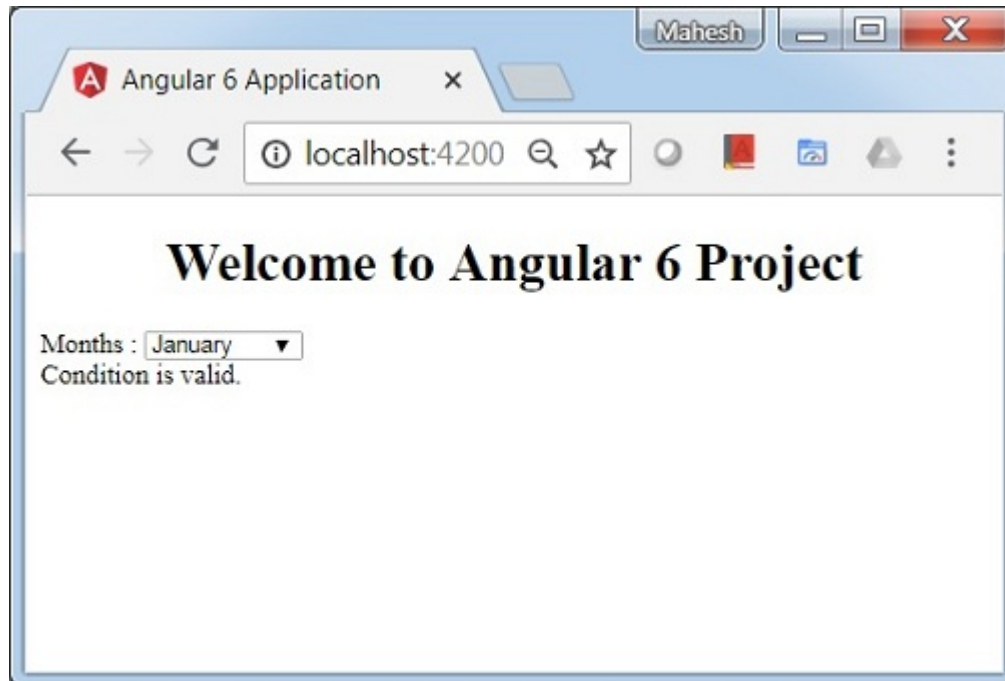 Mahesh
Angular 6 Application
localhost:4200
Welcome to Angular 6 Project
Months : January
Condition is valid.